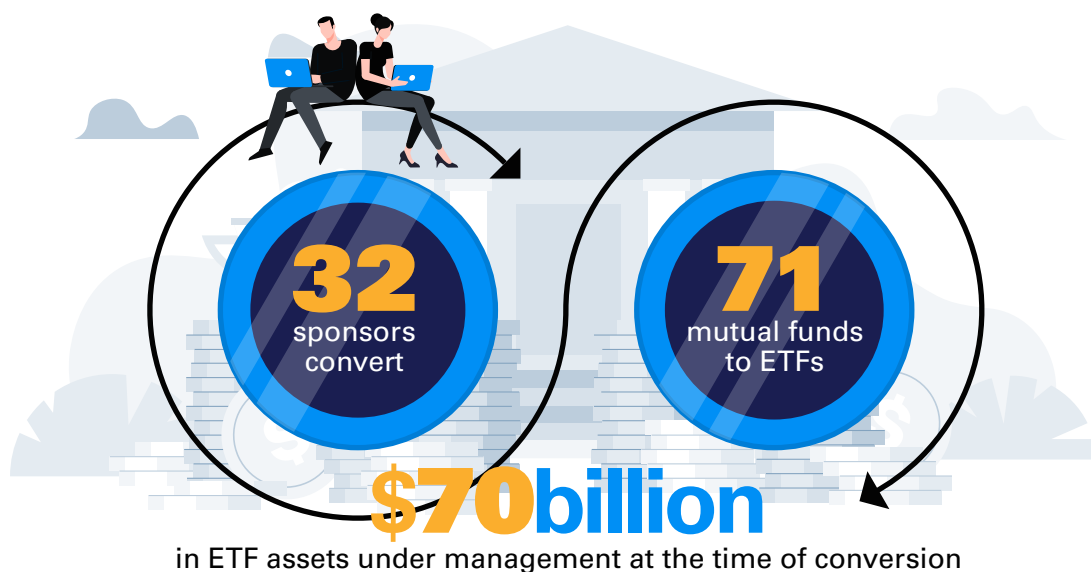 32
sponsors
convert
71
mutual funds
to ETFs
$70billion
in ETF assets under management at the time of conversion